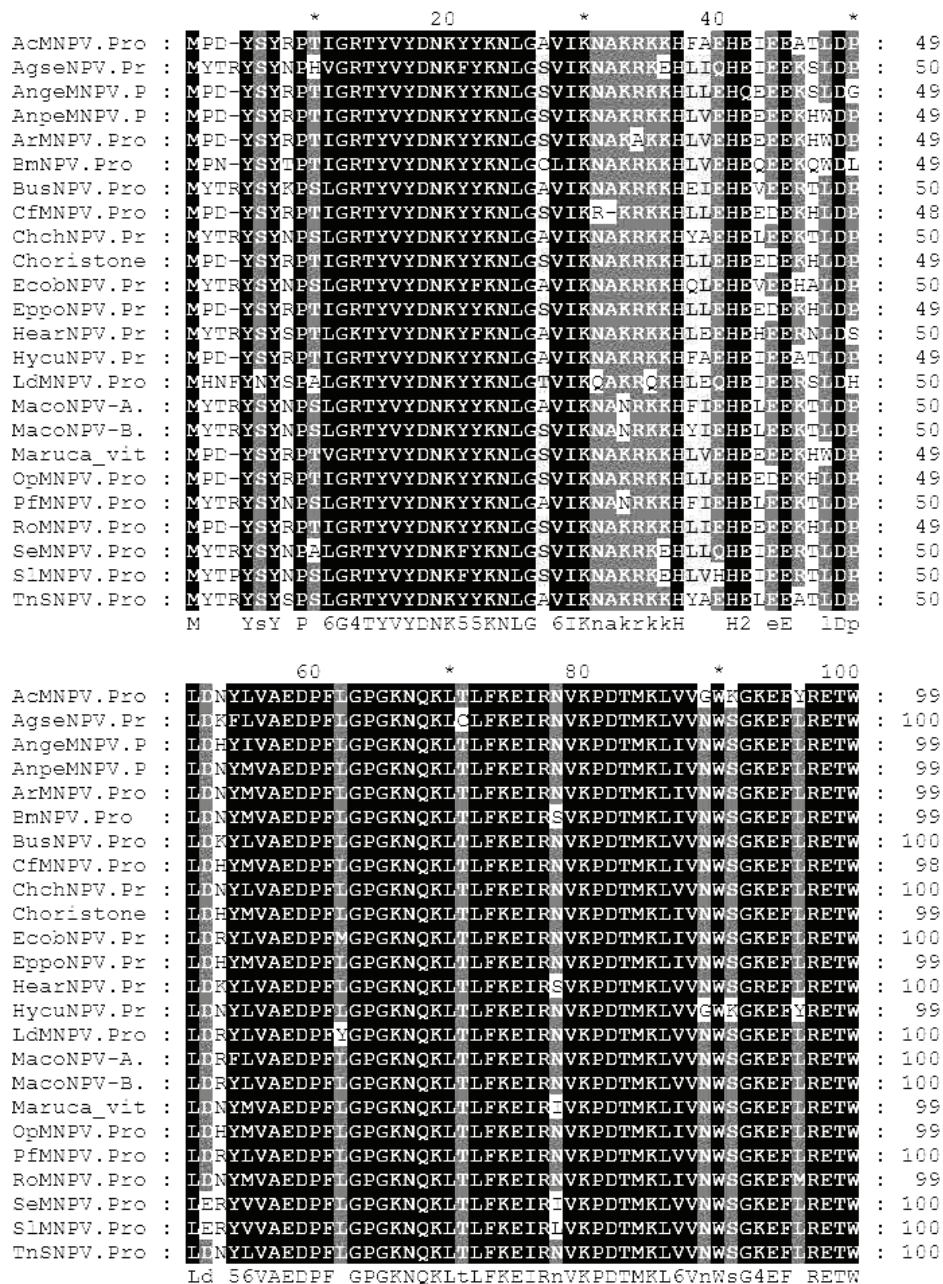 * 20 * 40 *
AcMNPV.Pro : MPD-YSYRPTIGRTYVYDNKYYKNLGAVIKNAKRKKHFAEHEIEEATLDP : 49
AgseNPV.Pr : MYTRYSYNPHVGRTYVYDNKFYKNLGSVIKNAKRKEHLIQHEIEEKSLDP : 50
AngeMNPV.P : MPD-YSYRPTIGRTYVYDNKYYKNLGSVIKNAKRKKHLLEHQEEEKSLDG : 49
AnpeMNPV.P : MPD-YSYRPTIGRTYVYDNKYYKNLGSVIKNAKRKKHLVEHEEEEKHWDP : 49
ArMNPV.Pro : MPD-YSYRPTIGRTYVYDNKYYKNLGSVIKNAKAKKHLVEHEEEEKHWDP : 49
BmNPV.Pro : MPN-YSYTPTIGRTYVYDNKYYKNLGCLIKNAKRKKHLVEHEQEEKQWDL : 49
BusNPV.Pro : MYTRYSYKPSLGRTYVYDNKYYKNLGAVIKNAKRKKHEIEHEVEERTLDP : 50
CfMNPV.Pro : MPD-YSYRPTIGRTYVYDNKYYKNLGSVIKR-KRKKHLLEHEEDEKHLDP : 48
ChchNPV.Pr : MYTRYSYNPSLGRTYVYDNKYYKNLGAVIKNAKRKKHYAEHELEEKTLDP : 50
Choristone : MPD-YSYRPTIGRTYVYDNKYYKNLGSVIKNAKRKKHLLEHEEDEKHLDP : 49
EcobNPV.Pr : MYTRYSYNPSLGRTYVYDNKYFKNLGAVIKNAKRKKHQLEHEVEEHALDP : 50
EppoNPV.Pr : MPD-YSYRPTIGRTYVYDNKYYKNLGSVIKNAKRKKHLLEHEEDEKHLDP : 49
HearNPV.Pr : MYTRYSYSPTLGKTYVYDNKYFKNLGAVIKNAKRKKHLEEHEHEERNLDS : 50
HycuNPV.Pr : MPD-YSYRPTIGRTYVYDNKYYKNLGAVIKNAKRKKHFAEHEIEEATLDP : 49
LdMNPV.Pro : MHNFYNYSPALGKTYVYDNKYYKNLGTVIKQAKRQKHLEQHEIEERSLDH : 50
MacoNPV-A. : MYTRYSYNPSLGRTYVYDNKYYKNLGAVIKNANRKKHFIEHELEEKTLDP : 50
MacoNPV-B. : MYTRYSYNPSLGRTYVYDNKYYKNLGAVIKNANRKKHYIEHELEEKTLDP : 50
Maruca_vit : MPD-YSYRPTVGRTYVYDNKYYKNLGSVIKNAKRKKHLVEHEEEEKHWDP : 49
OpMNPV.Pro : MPD-YSYRPTIGRTYVYDNKYYKNLGSVIKNAKRKKHLLEHEEDEKHLDP : 49
PfMNPV.Pro : MYTRYSYNPSLGRTYVYDNKYYKNLGAVIKNANRKKHFIEHELEEKTLDP : 50
RoMNPV.Pro : MPD-YSYRPTIGRTYVYDNKYYKNLGSVIKNAKRKKHLIEHEEDEKHLDP : 49
SeMNPV.Pro : MYTRYSYNPALGRTYVYDNKFYKNLGSVIKNAKRKEHLLQHEIEERTLDP : 50
SlMNPV.Pro : MYTPYSYNPSLGRTYVYDNKYYKNLGSVIKNAKRKEHLVHHEIEERTLDP : 50
TnSNPV.Pro : MYTRYSYSPSLGRTYVYDNKYYKNLGAVIKNAKRKKHYAEHELEEATLDP : 50
M YsY P 6G4TYVYDNK55KNLG 6IKnakrkkH H2 eE lDp
60 * 80 * 100
AcMNPV.Pro : LDNYLVAEDPFLGPGKNQKLTLFKEIRNVKPDTMKLVVGWKGKEFYRETW : 99
AgseNPV.Pr : LDKFLVAEDPFLGPGKNQKLCLFKEIRNVKPDTMKLVVNWSGKEFLRETW : 100
AngeMNPV.P : LDHYIVAEDPFLGPGKNQKLTLFKEIRNVKPDTMKLIVNWSGKEFLRETW : 99
AnpeMNPV.P : LDNYMVAEDPFLGPGKNQKLTLFKEIRNVKPDTMKLIVNWSGKEFLRETW : 99
ArMNPV.Pro : LDNYMVAEDPFLGPGKNQKLTLFKEIRNVKPDTMKLIVNWSGKEFLRETW : 99
BmNPV.Pro : LDNYMVAEDPFLGPGKNQKLTLFKEIRSVKPDTMKLIVNWSGKEFLRETW : 99
BusNPV.Pro : LDKYLVAEDPFLGPGKNQKLTLFKEIRNVKPDTMKLVVNWSGKEFLRETW : 100
CfMNPV.Pro : LDHYMVAEDPFLGPGKNQKLTLFKEIRNVKPDTMKLIVNWSGKEFLRETW : 98
ChchNPV.Pr : LDNYLVAEDPFLGPGKNQKLTLFKEIRNVKPDTMKLVVNWSGKEFLRETW : 100
Choristone : LDHYMVAEDPFLGPGKNQKLTLFKEIRNVKPDTMKLIVNWSGKEFLRETW : 99
EcobNPV.Pr : LDRYLVAEDPFMGPGKNQKLTLFKEIRNVKPDTMKLIVNWSGKEFLRETW : 100
EppoNPV.Pr : LDHYMVAEDPFLGPGKNQKLTLFKEIRNVKPDTMKLIVNWSGKEFLRETW : 99
HearNPV.Pr : LDKYLVAEDPFLGPGKNQKLTLFKEIRSVKPDTMKLVVNWSGREFLRETW : 100
HycuNPV.Pr : LDNYLVAEDPFLGPGKNQKLTLFKEIRNVKPDTMKLVVGWKGKEFYRETW : 99
LdMNPV.Pro : LDRYLVAEDPFYGPGKNQKLTLFKEIRNVKPDTMKLVVNWSGKEFLRETW : 100
MacoNPV-A. : LDRFLVAEDPFLGPGKNQKLTLFKEIRNVKPDTMKLVVNWSGKEFLRETW : 100
MacoNPV-B. : LDRYLVAEDPFLGPGKNQKLTLFKEIRNVKPDTMKLVVNWSGKEFLRETW : 100
Maruca_vit : LDNYMVAEDPFLGPGKNQKLTLFKEIRIVKPDTMKLIVNWSGKEFLRETW : 99
OpMNPV.Pro : LDHYMVAEDPFLGPGKNQKLTLFKEIRNVKPDTMKLIVNWSGKEFLRETW : 99
PfMNPV.Pro : LDRYLVAEDPFLGPGKNQKLTLFKEIRNVKPDTMKLVVNWSGKEFLRETW : 100
RoMNPV.Pro : LDNYMVAEDPFLGPGKNQKLTLFKEIRNVKPDTMKLIVNWSGKEFMRETW : 99
SeMNPV.Pro : LERYVVAEDPFLGPGKNQKLTLFKEIRIVKPDTMKLVVNWSGKEFLRETW : 100
SlMNPV.Pro : LERYVVAEDPFLGPGKNQKLTLFKEIRLVKPDTMKLVVNWSGKEFLRETW : 100
TnSNPV.Pro : LDNYLVAEDPFLGPGKNQKLTLFKEIRNVKPDTMKLVVNWSGKEFLRETW : 100
Ld 56VAEDPF GPGKNQKLtLFKEIRnVKPDTMKL6VnWsG4EF RETW